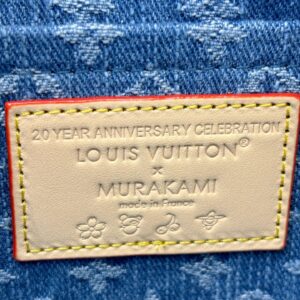 20 YEAR ANNIVERSARY CELEBRATION
LOUIS VUITTON®
×
MURAKAMI
made in France